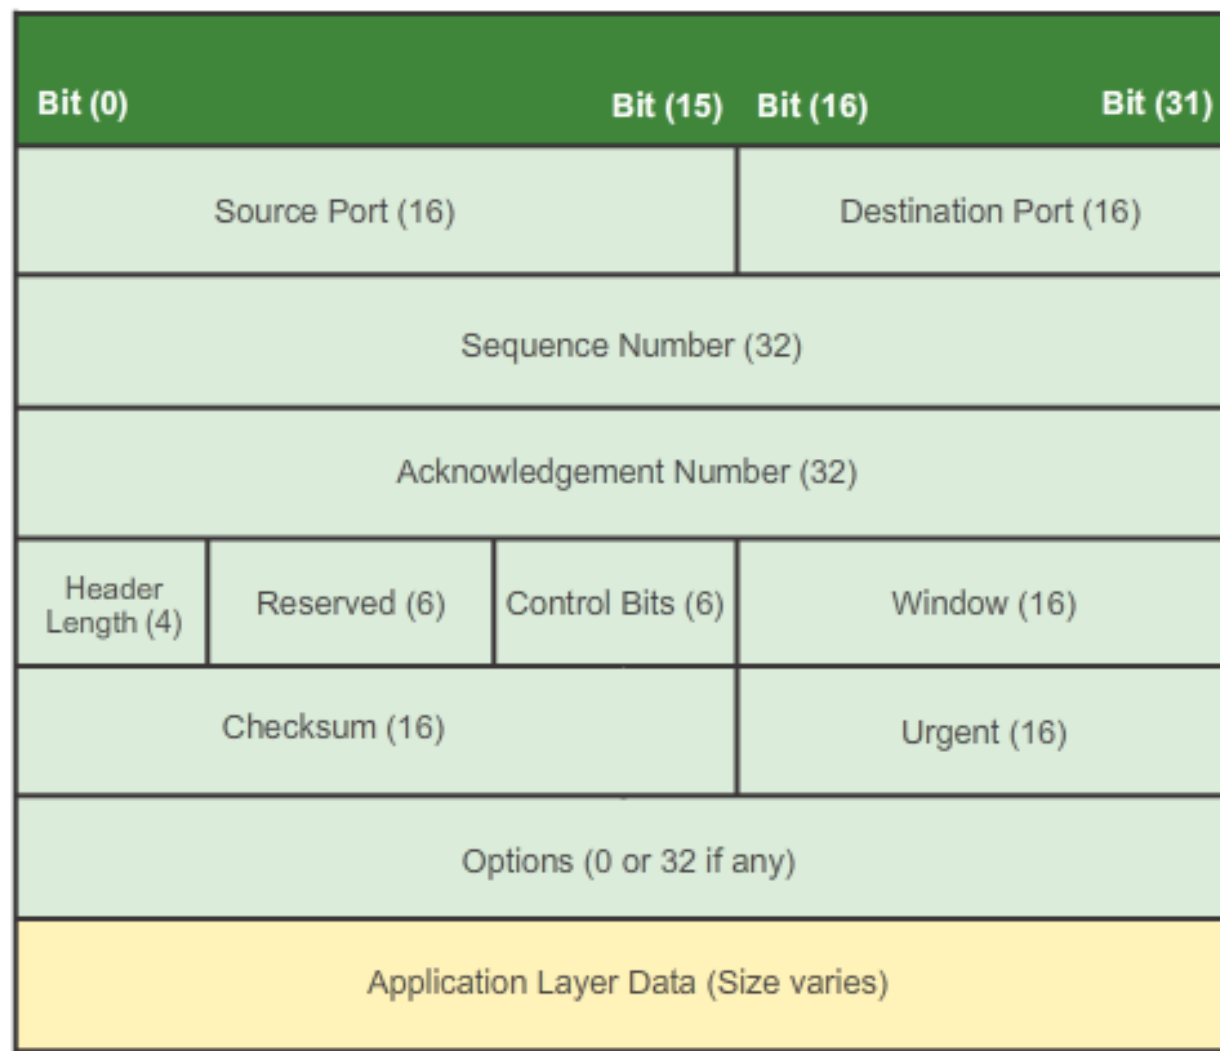 Bit (0) Bit (15) Bit (16) Bit (31)
Source Port (16) Destination Port (16)
Sequence Number (32)
Acknowledgement Number (32)
Header
Length (4) Reserved (6) Control Bits (6) Window (16)
Checksum (16) Urgent (16)
Options (0 or 32 if any)
Application Layer Data (Size varies)